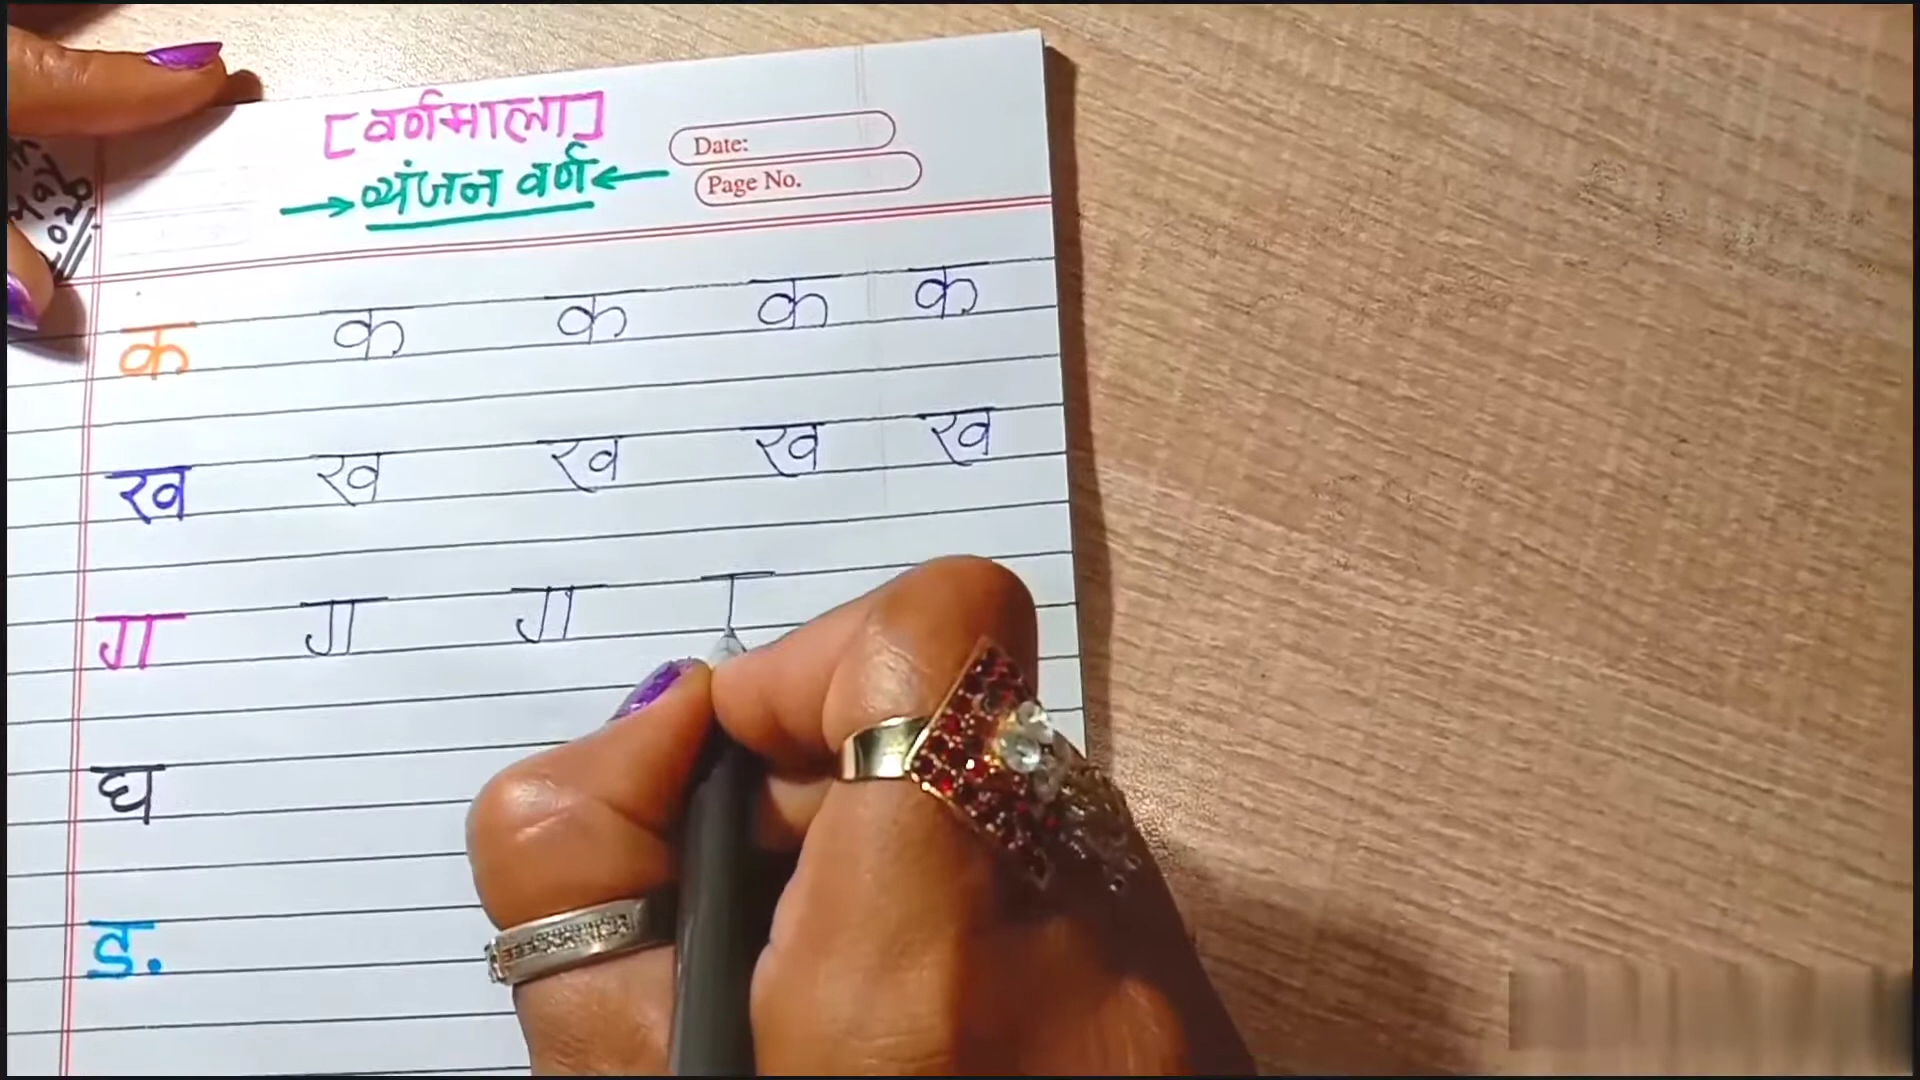 [वर्णमाला]
→ व्यंजन वर्ण ←
Date:
Page No.
क क क क क
ख ख ख ख ख
ग ग ग
घ
ङ